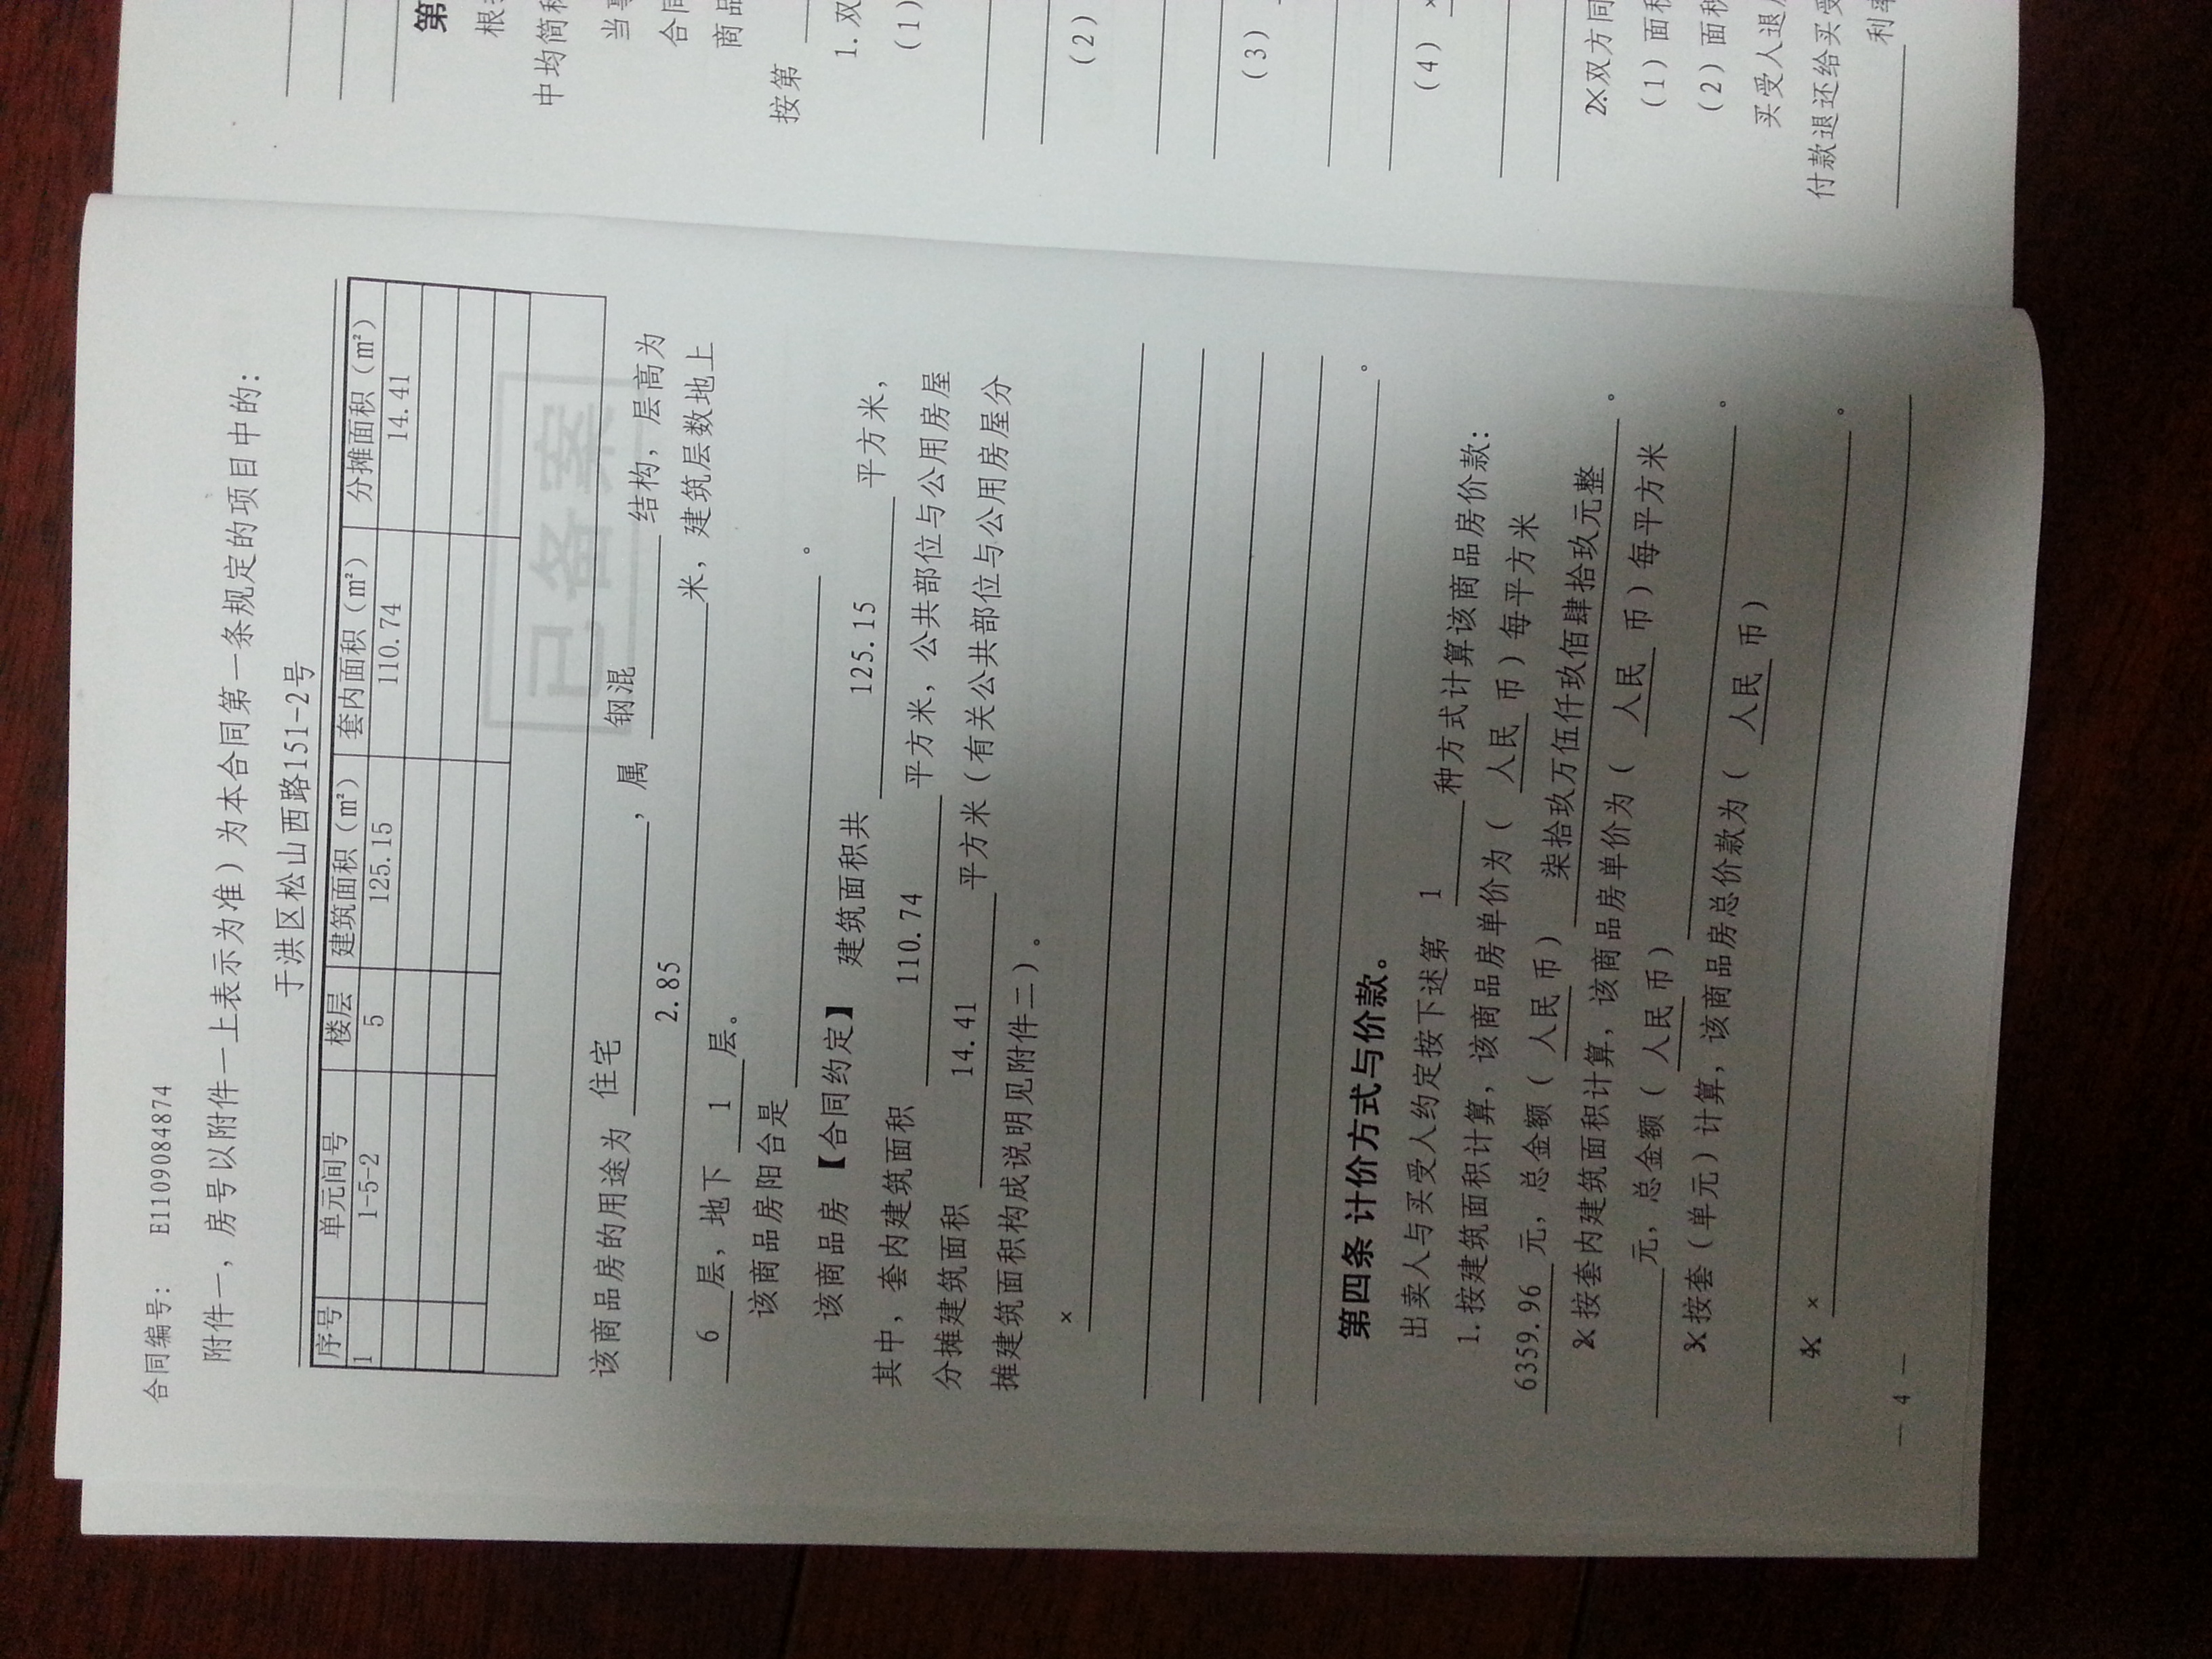 合同编号： E1109084874
附件一，房号以附件一上表示为准）为本合同第一条规定的项目中的：
于洪区松山西路151-2号
序号 单元间号 楼层 建筑面积（m²） 套内面积（m²） 分摊面积（m²）
1 1-5-2 5 125.15 110.74 14.41
已备案
该商品房的用途为 住宅 ，属 钢混 结构，层高为
2.85 米，建筑层数地上
6 层，地下 1 层。
该商品房阳台是 。
该商品房【合同约定】 建筑面积共 125.15 平方米，
其中，套内建筑面积 110.74 平方米，公共部位与公用房屋
分摊建筑面积 14.41 平方米（有关公共部位与公用房屋分
摊建筑面积构成说明见附件二）。
×
。
第四条 计价方式与价款。
出卖人与买受人约定按下述第 1 种方式计算该商品房价款：
1.按建筑面积计算，该商品房单价为（ 人民 币）每平方米
6359.96 元，总金额（ 人民 币） 柒拾玖万伍仟玖佰肆拾玖元整 。
2× 按套内建筑面积计算，该商品房单价为（ 人民 币）每平方米
元，总金额（ 人民 币） 。
3×按套（单元）计算，该商品房总价款为（ 人民 币）
。
4× ×
— 4 —
第
根
中均简称
当事
合同
商品
按第
1.双
（1）
（2）
（3）
（4） ×
2×双方同
（1）面积
（2）面积
买受人退
付款退还给买受
利率